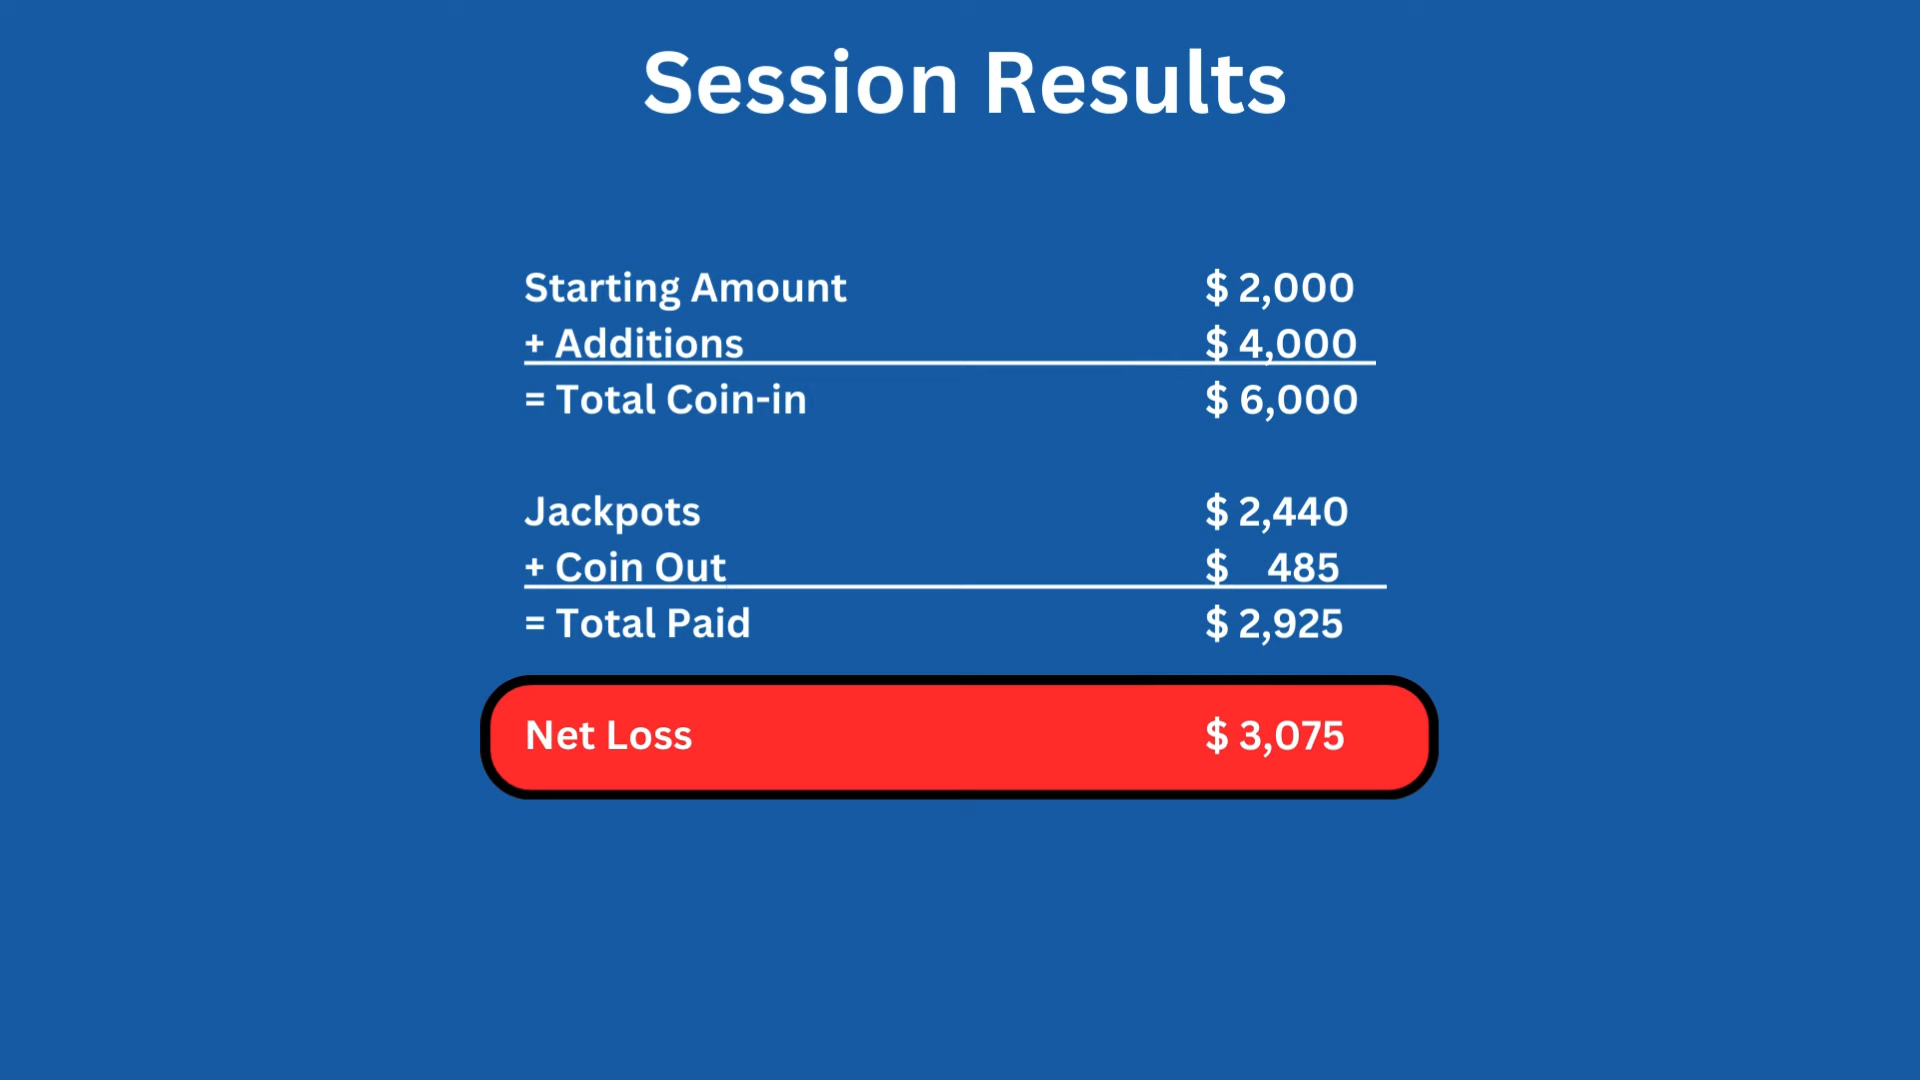 Session Results
Starting Amount $ 2,000
+ Additions $ 4,000
= Total Coin-in $ 6,000
Jackpots $ 2,440
+ Coin Out $ 485
= Total Paid $ 2,925
Net Loss $ 3,075